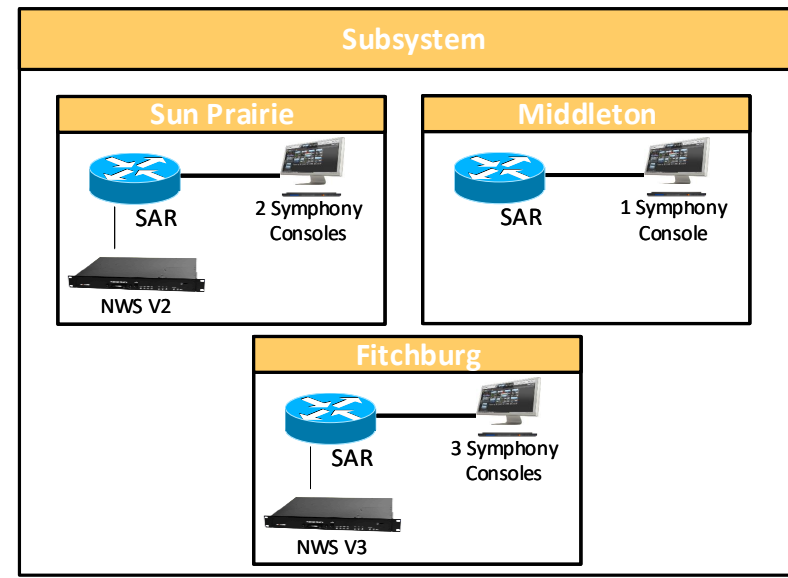 Subsystem
Sun Prairie
SAR
2 Symphony
Consoles
NWS V2
Middleton
SAR
1 Symphony
Console
Fitchburg
SAR
3 Symphony
Consoles
NWS V3